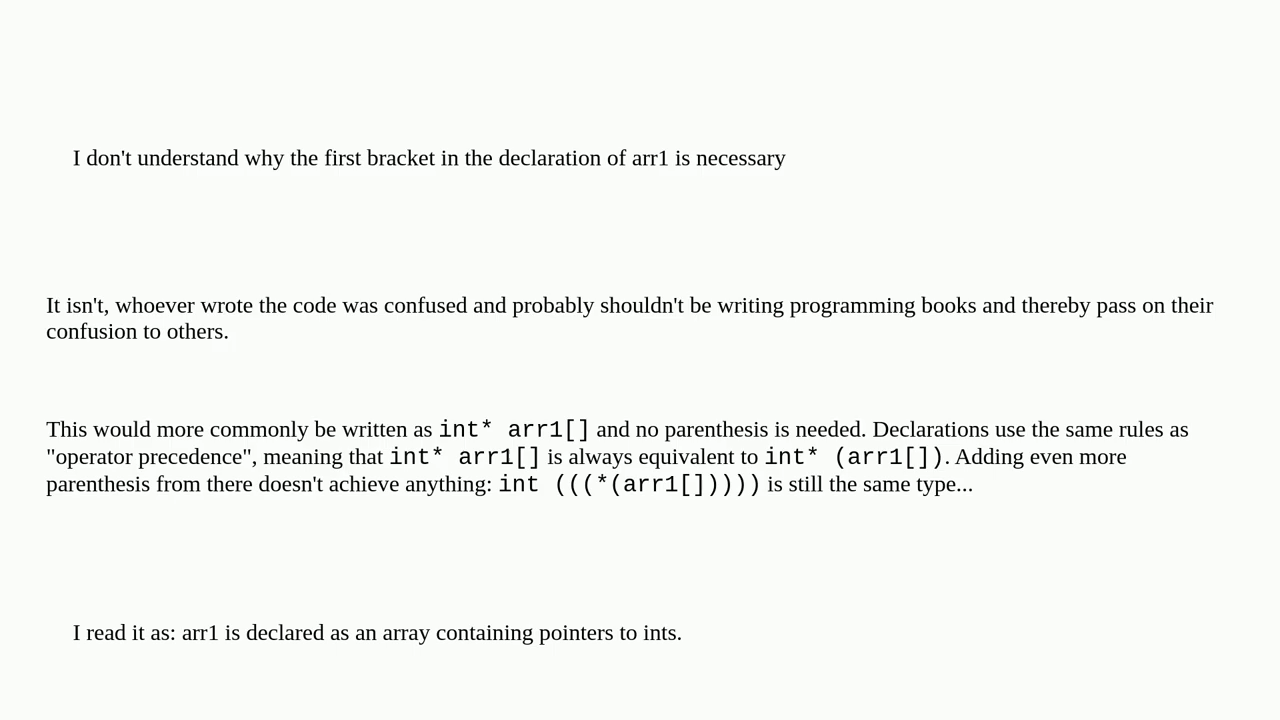 I don't understand why the first bracket in the declaration of arr1 is necessary
It isn't, whoever wrote the code was confused and probably shouldn't be writing programming books and thereby pass on their
confusion to others.
This would more commonly be written as int* arr1[] and no parenthesis is needed. Declarations use the same rules as
"operator precedence", meaning that int* arr1[] is always equivalent to int* (arr1[]). Adding even more
parenthesis from there doesn't achieve anything: int (((*(arr1[])))) is still the same type...
I read it as: arr1 is declared as an array containing pointers to ints.